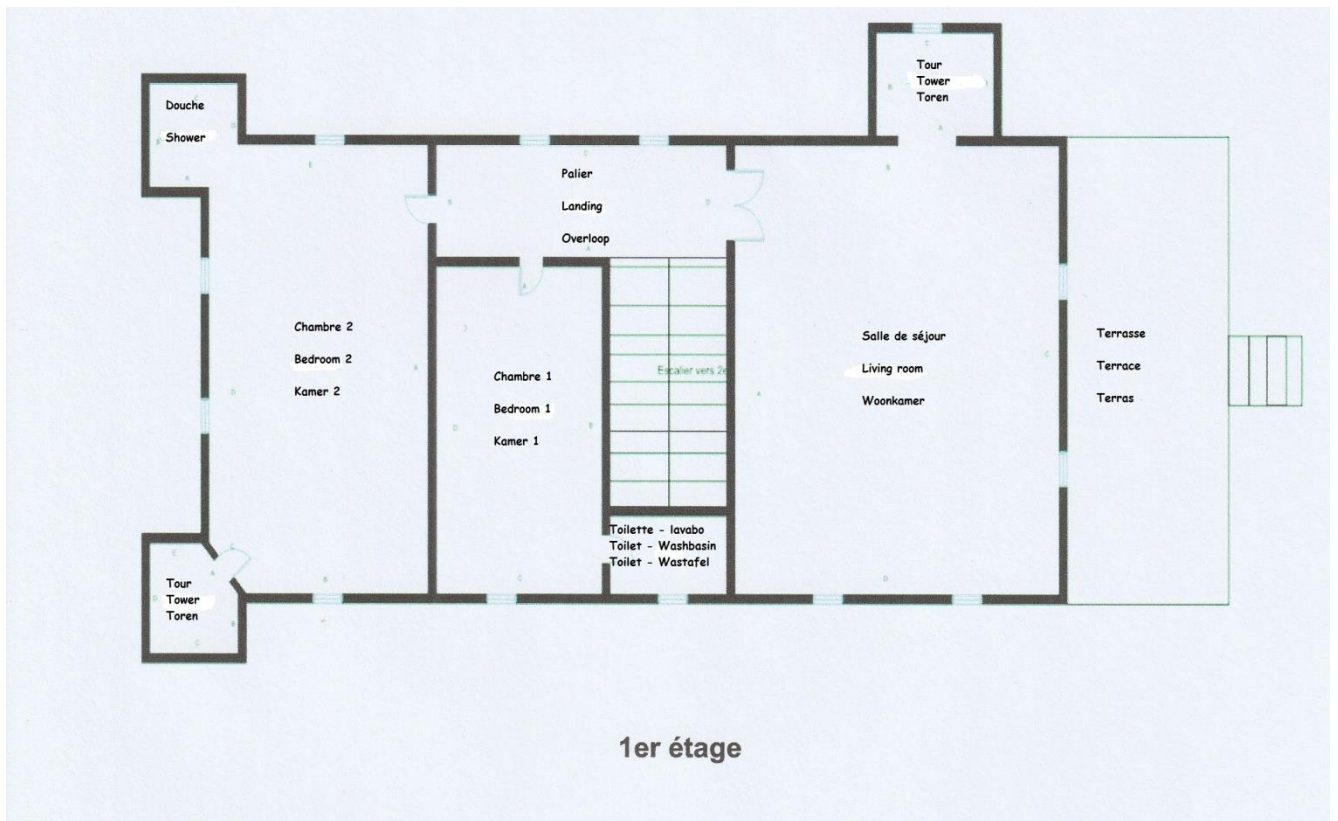 Tour
Tower
Toren
Douche
Shower
Palier
Landing
Overloop
Chambre 2
Bedroom 2
Kamer 2
Chambre 1
Bedroom 1
Kamer 1
Escalier vers 2e
Salle de séjour
Living room
Woonkamer
Terrasse
Terrace
Terras
Toilette - lavabo
Toilet - Washbasin
Toilet - Wastafel
Tour
Tower
Toren
1er étage